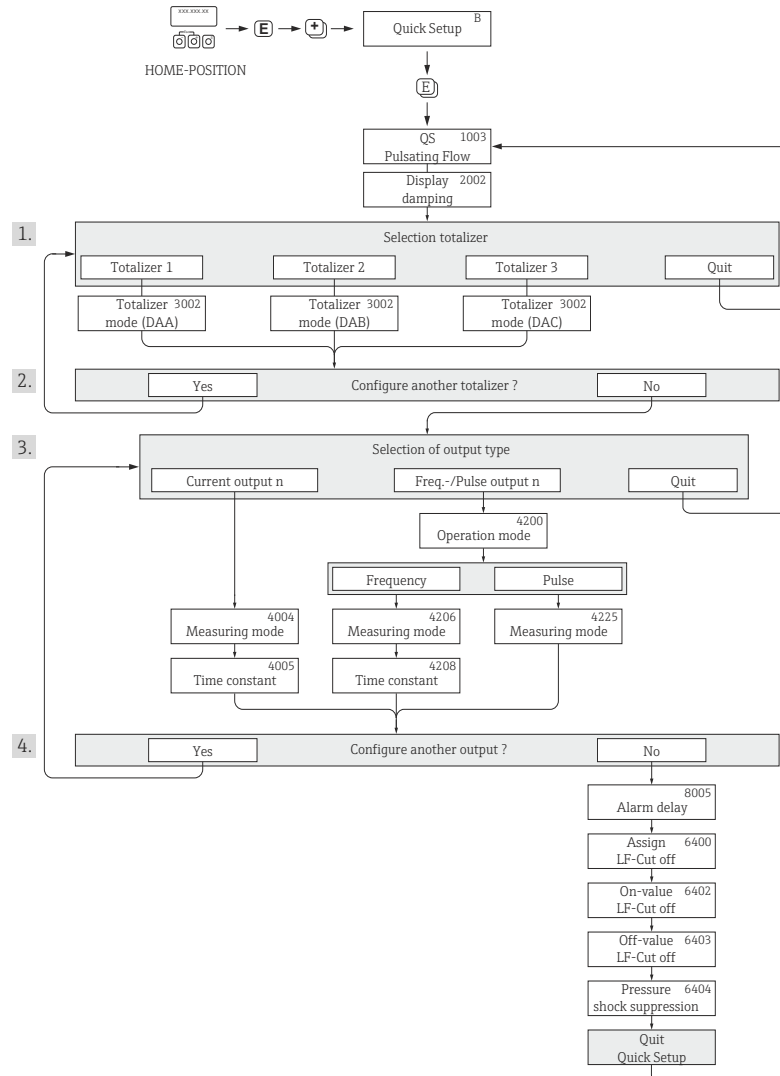 xxx.xxx.xx
E
+
B
Quick Setup
HOME-POSITION
E
QS 1003
Pulsating Flow
Display 2002
damping
1.
Selection totalizer
Totalizer 1
Totalizer 2
Totalizer 3
Quit
Totalizer 3002
mode (DAA)
Totalizer 3002
mode (DAB)
Totalizer 3002
mode (DAC)
2.
Yes
Configure another totalizer ?
No
3.
Selection of output type
Current output n
Freq.-/Pulse output n
Quit
4200
Operation mode
Frequency
Pulse
4004
Measuring mode
4206
Measuring mode
4225
Measuring mode
4005
Time constant
4208
Time constant
4.
Yes
Configure another output ?
No
8005
Alarm delay
Assign 6400
LF-Cut off
On-value 6402
LF-Cut off
Off-value 6403
LF-Cut off
Pressure 6404
shock suppression
Quit
Quick Setup